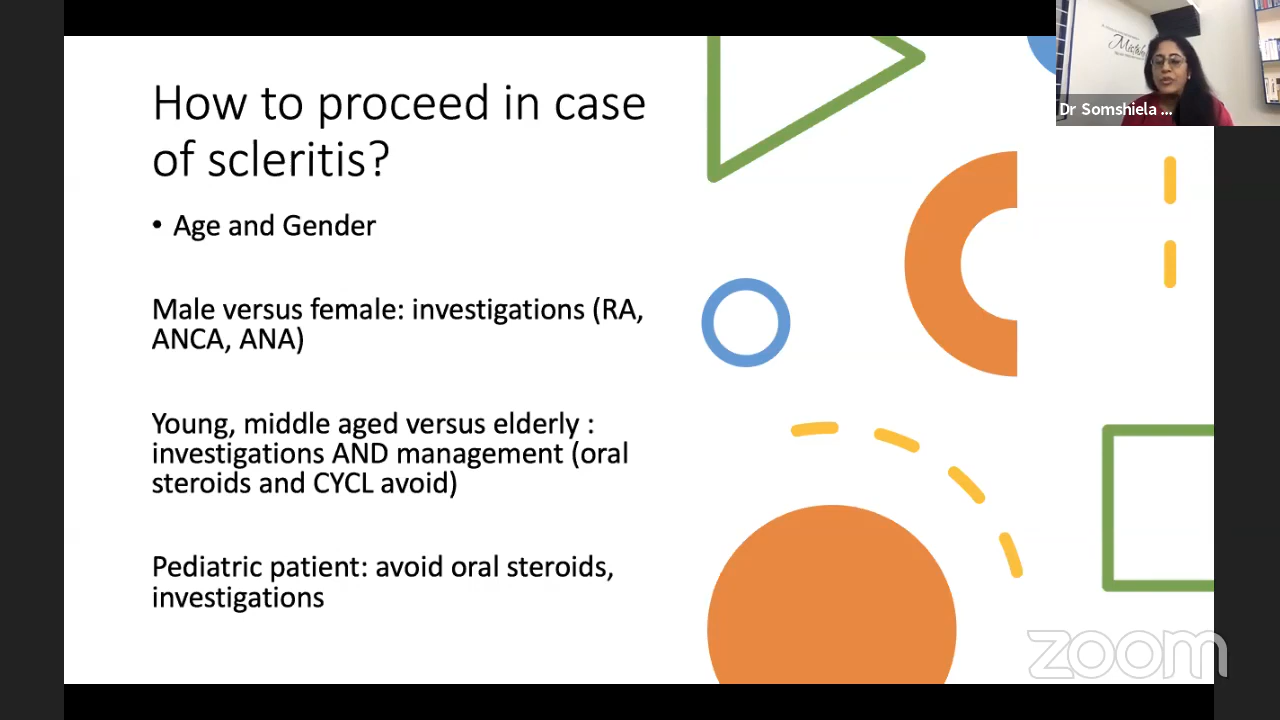 How to proceed in case
of scleritis?
• Age and Gender
Male versus female: investigations (RA,
ANCA, ANA)
Young, middle aged versus elderly :
investigations AND management (oral
steroids and CYCL avoid)
Pediatric patient: avoid oral steroids,
investigations
Dr Somshiela ...
zoom